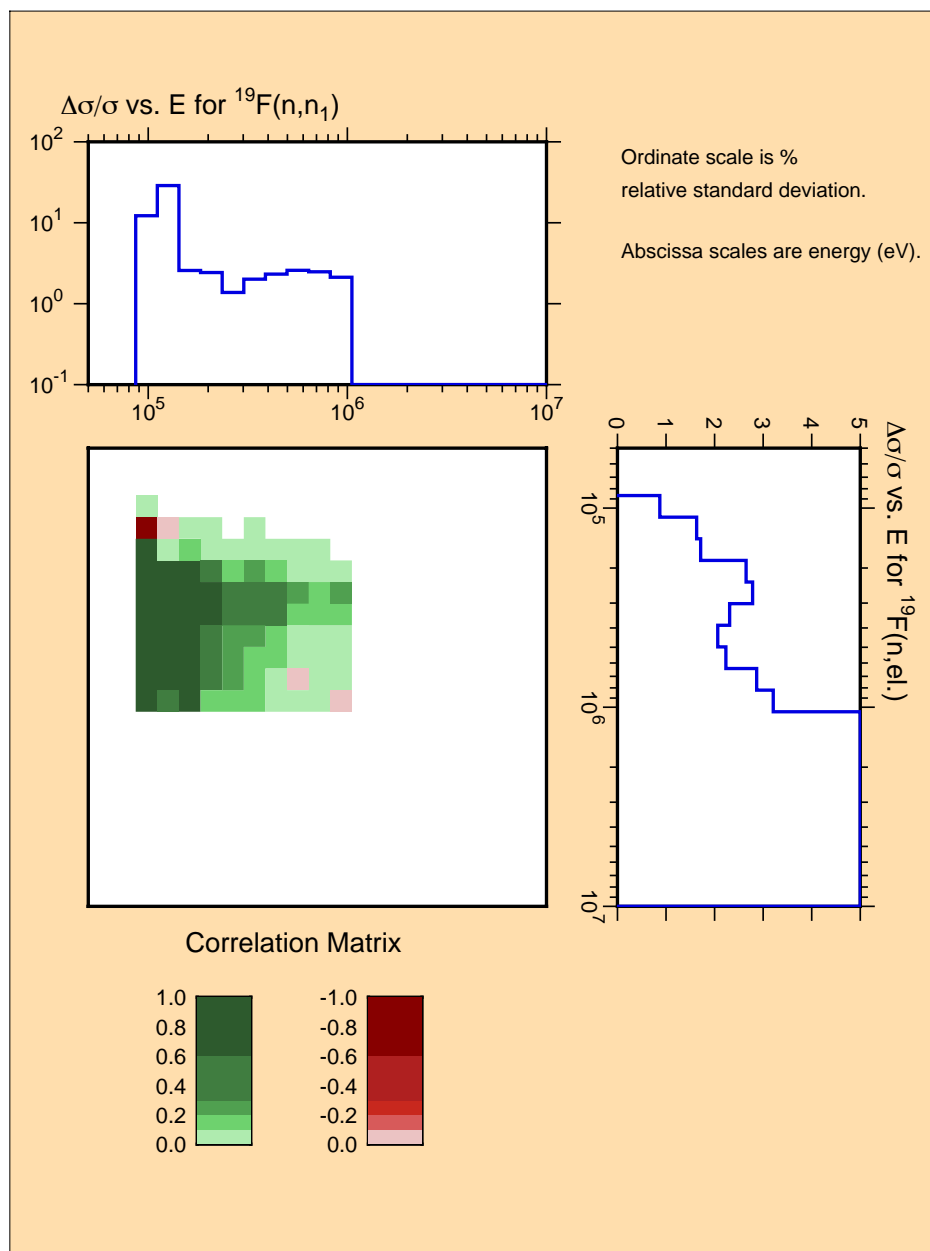 Δσ/σ vs. E for ¹⁹F(n,n₁)
Ordinate scale is %
relative standard deviation.
Abscissa scales are energy (eV).
10²
10¹
10⁰
10⁻¹
10⁵ 10⁶ 10⁷
0 1 2 3 4 5
Δσ/σ vs. E for ¹⁹F(n,el.)
10⁵
10⁶
10⁷
Correlation Matrix
1.0 -1.0
0.8 -0.8
0.6 -0.6
0.4 -0.4
0.2 -0.2
0.0 0.0